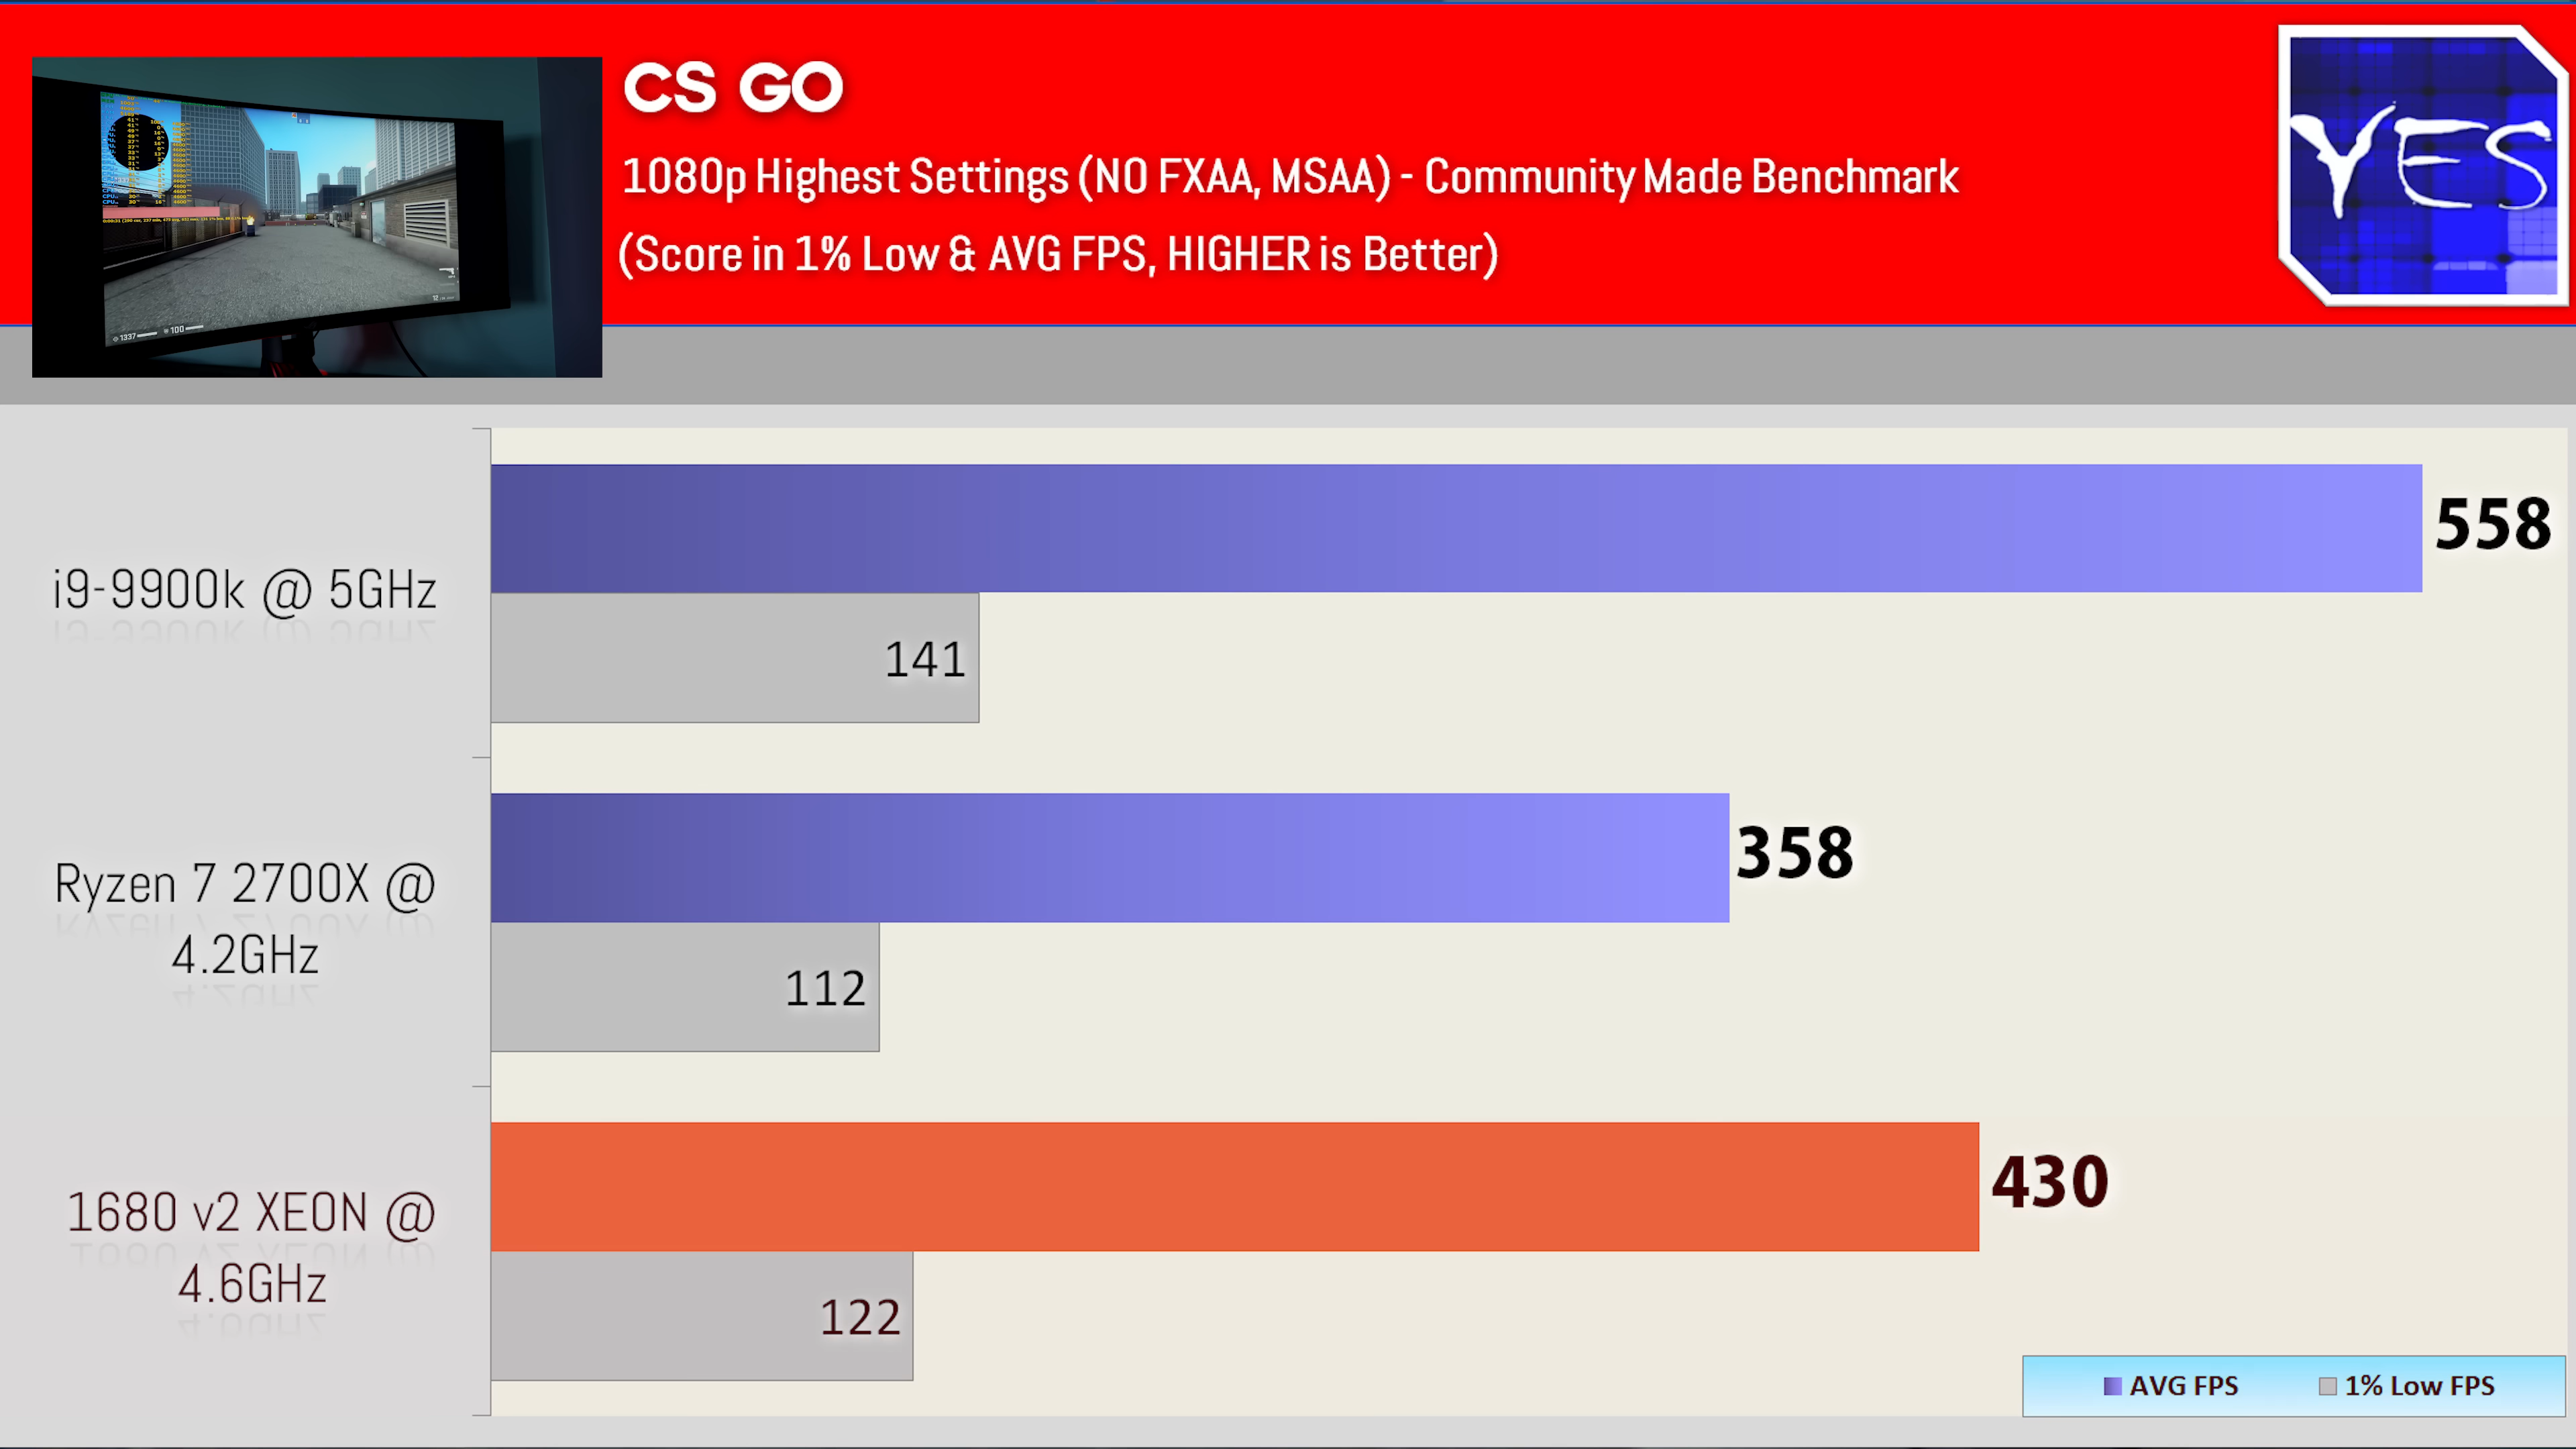 CS GO
1080p Highest Settings (NO FXAA, MSAA) - Community Made Benchmark
(Score in 1% Low & AVG FPS, HIGHER is Better)
YES
1337
100
i9-9900k @ 5GHz
558
141
Ryzen 7 2700X @
4.2GHz
358
112
1680 v2 XEON @
4.6GHz
430
122
AVG FPS
1% Low FPS